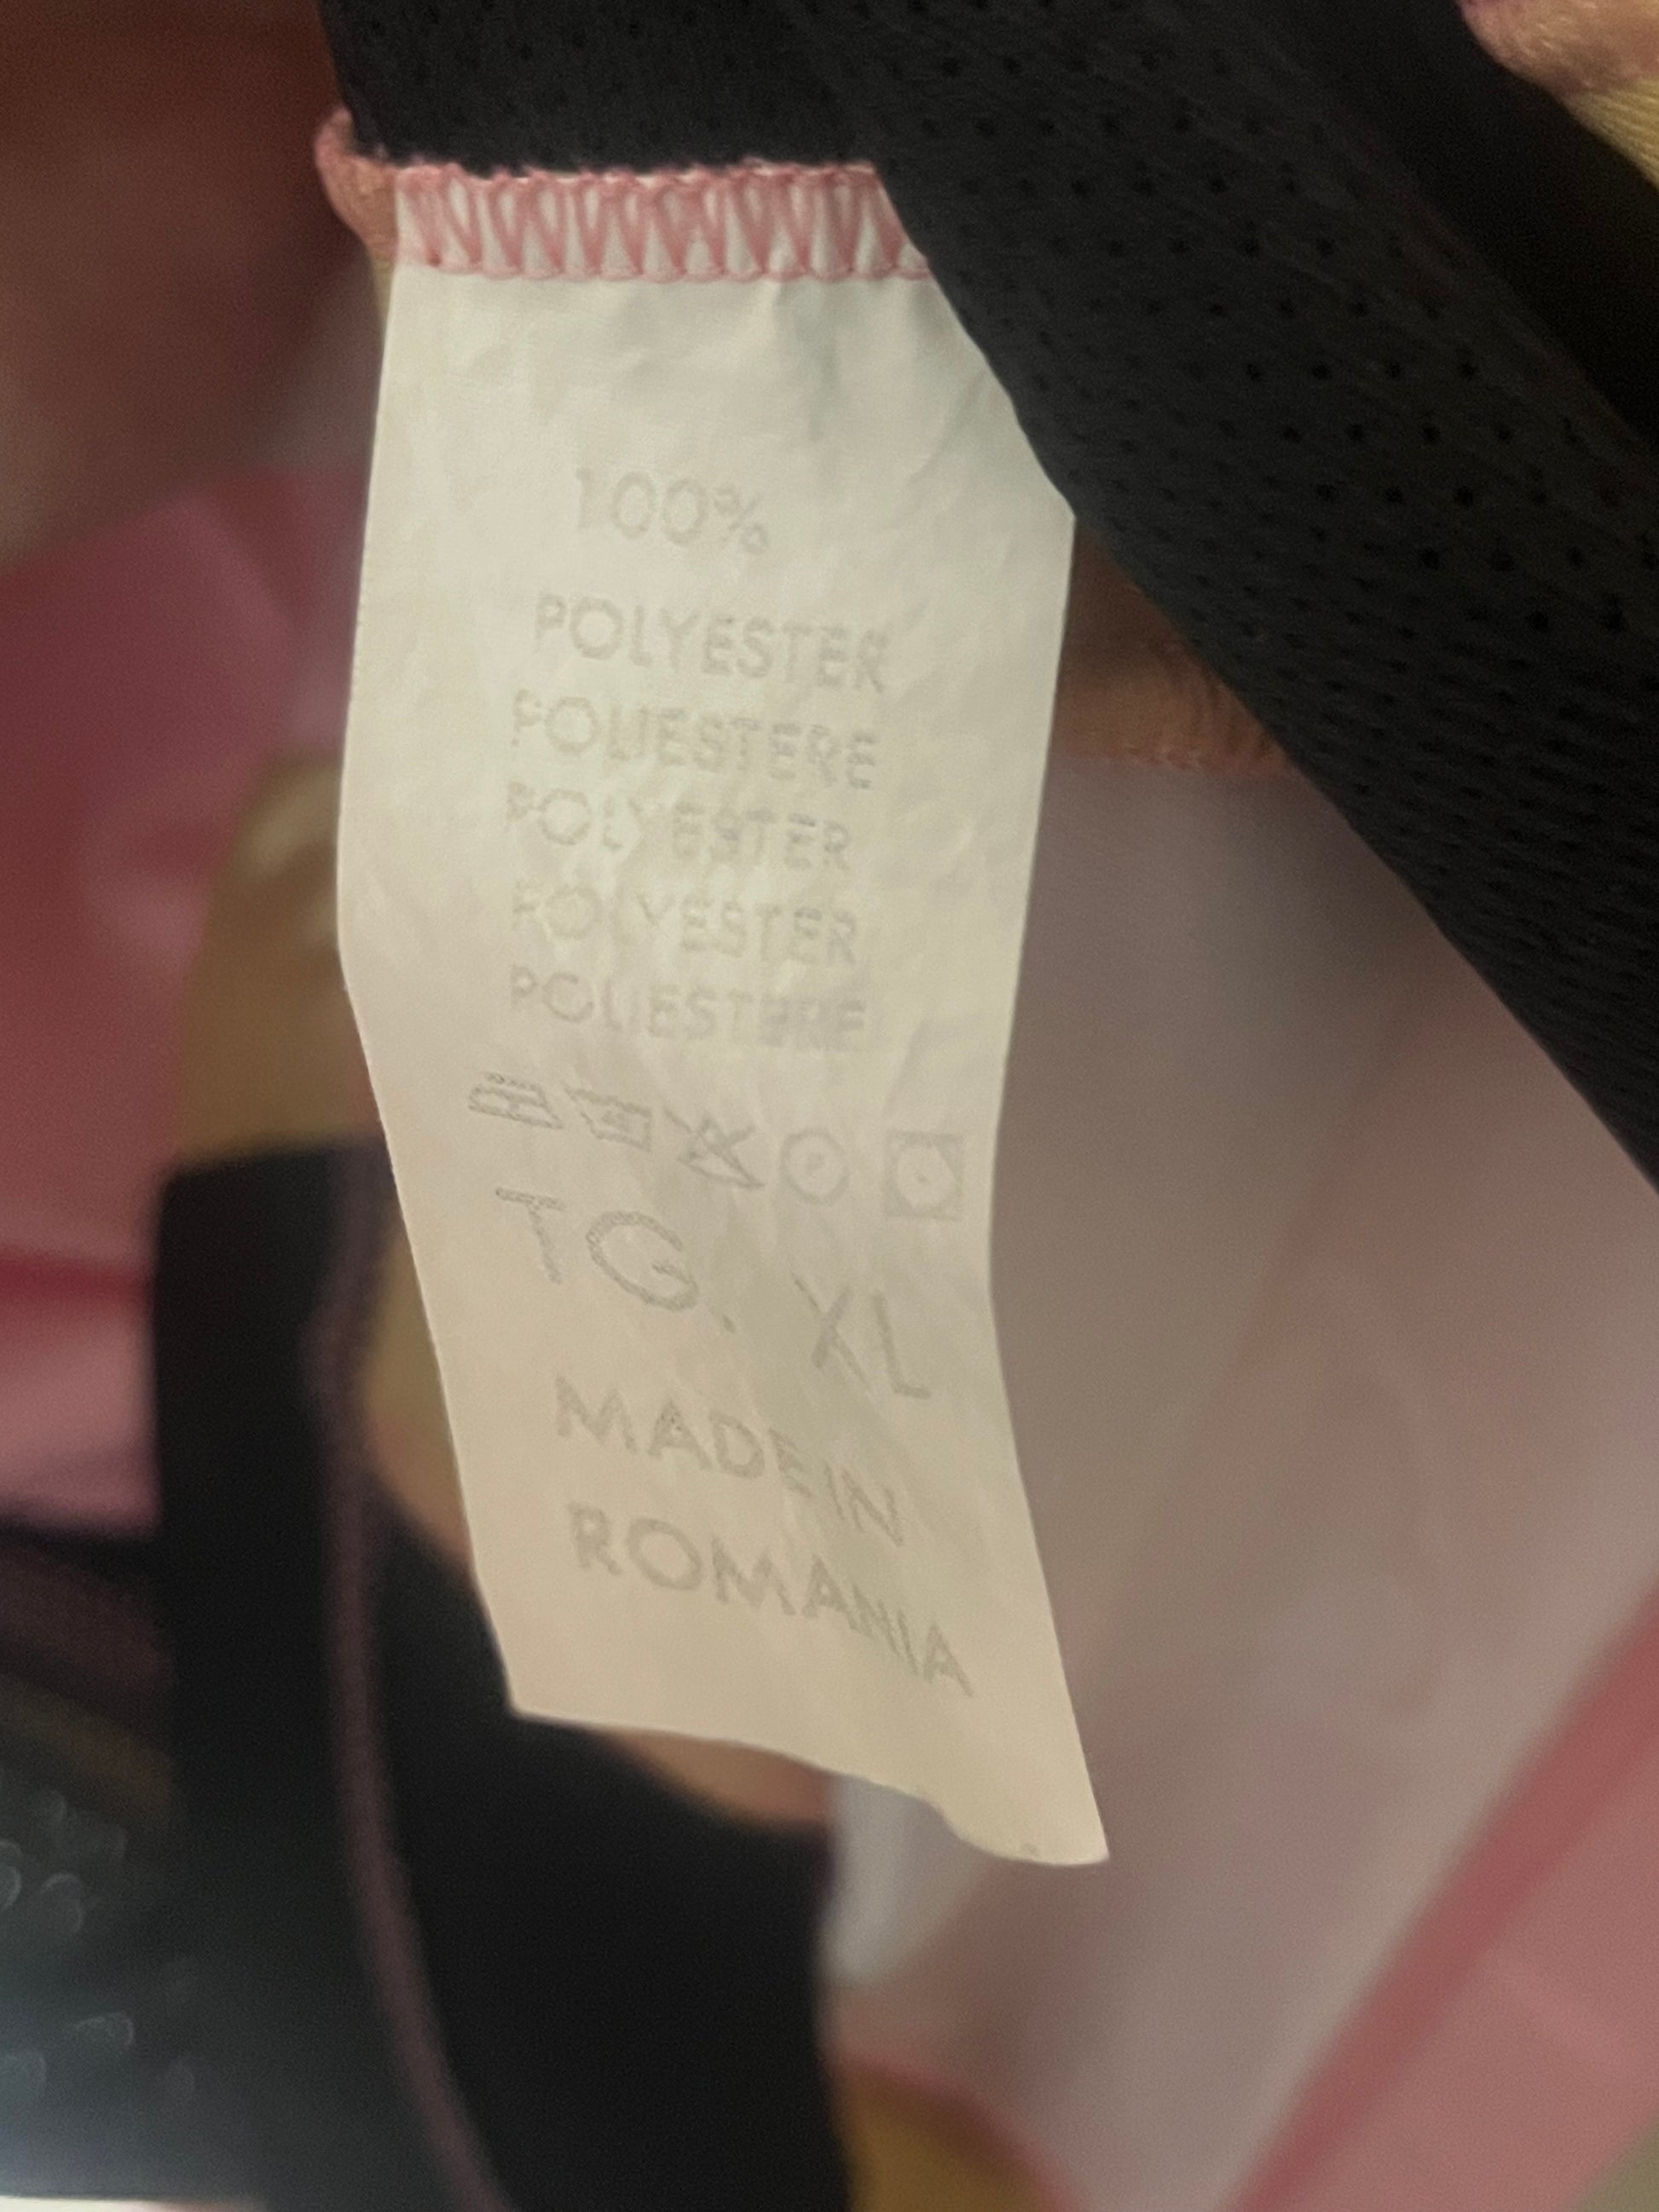 100%
POLYESTER
POLIESTERE
POLYESTER
POLYESTER
POLIESTERE
TG. XL
MADE IN
ROMANIA